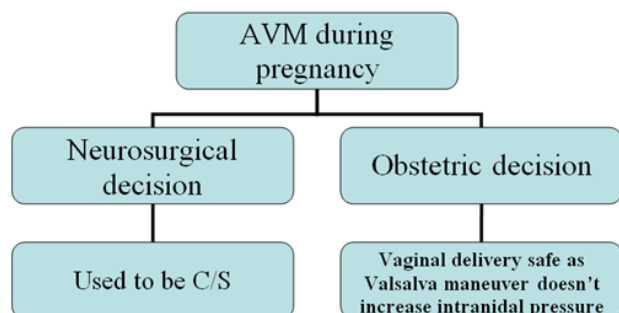 AVM during
pregnancy
Neurosurgical
decision
Obstetric decision
Used to be C/S
Vaginal delivery safe as
Valsalva maneuver doesn't
increase intranidal pressure